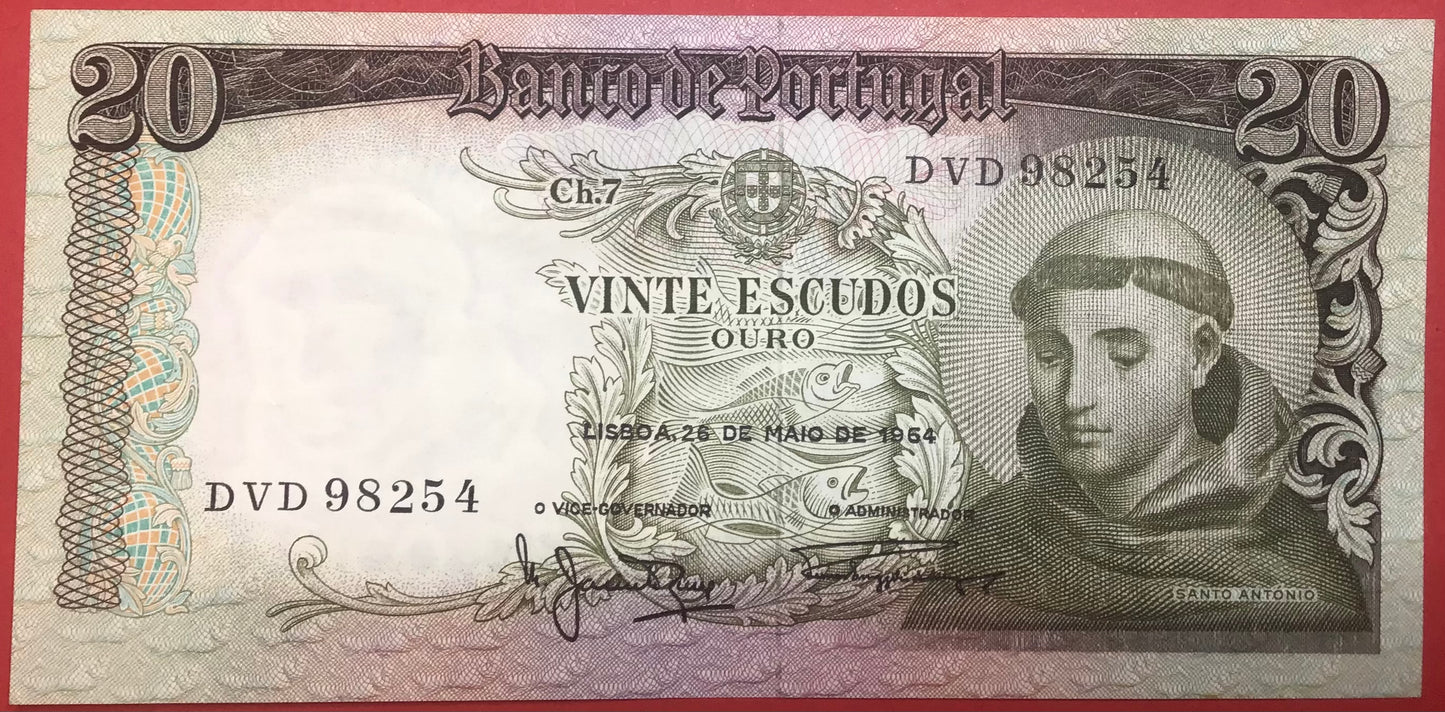 20 Banco de Portugal 20
DVD 98254
Ch.7
VINTE ESCUDOS
OURO
LISBOA, 26 DE MAIO DE 1964
DVD 98254
O VICE-GOVERNADOR
O ADMINISTRADOR
SANTO ANTÓNIO